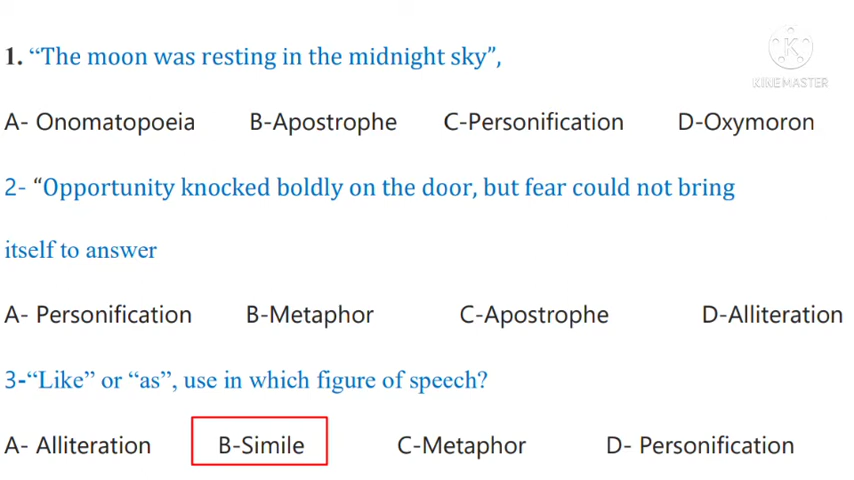 1. “The moon was resting in the midnight sky”,
KINEMASTER
A- Onomatopoeia B-Apostrophe C-Personification D-Oxymoron
2- “Opportunity knocked boldly on the door, but fear could not bring
itself to answer
A- Personification B-Metaphor C-Apostrophe D-Alliteration
3-“Like” or “as”, use in which figure of speech?
A- Alliteration B-Simile C-Metaphor D- Personification